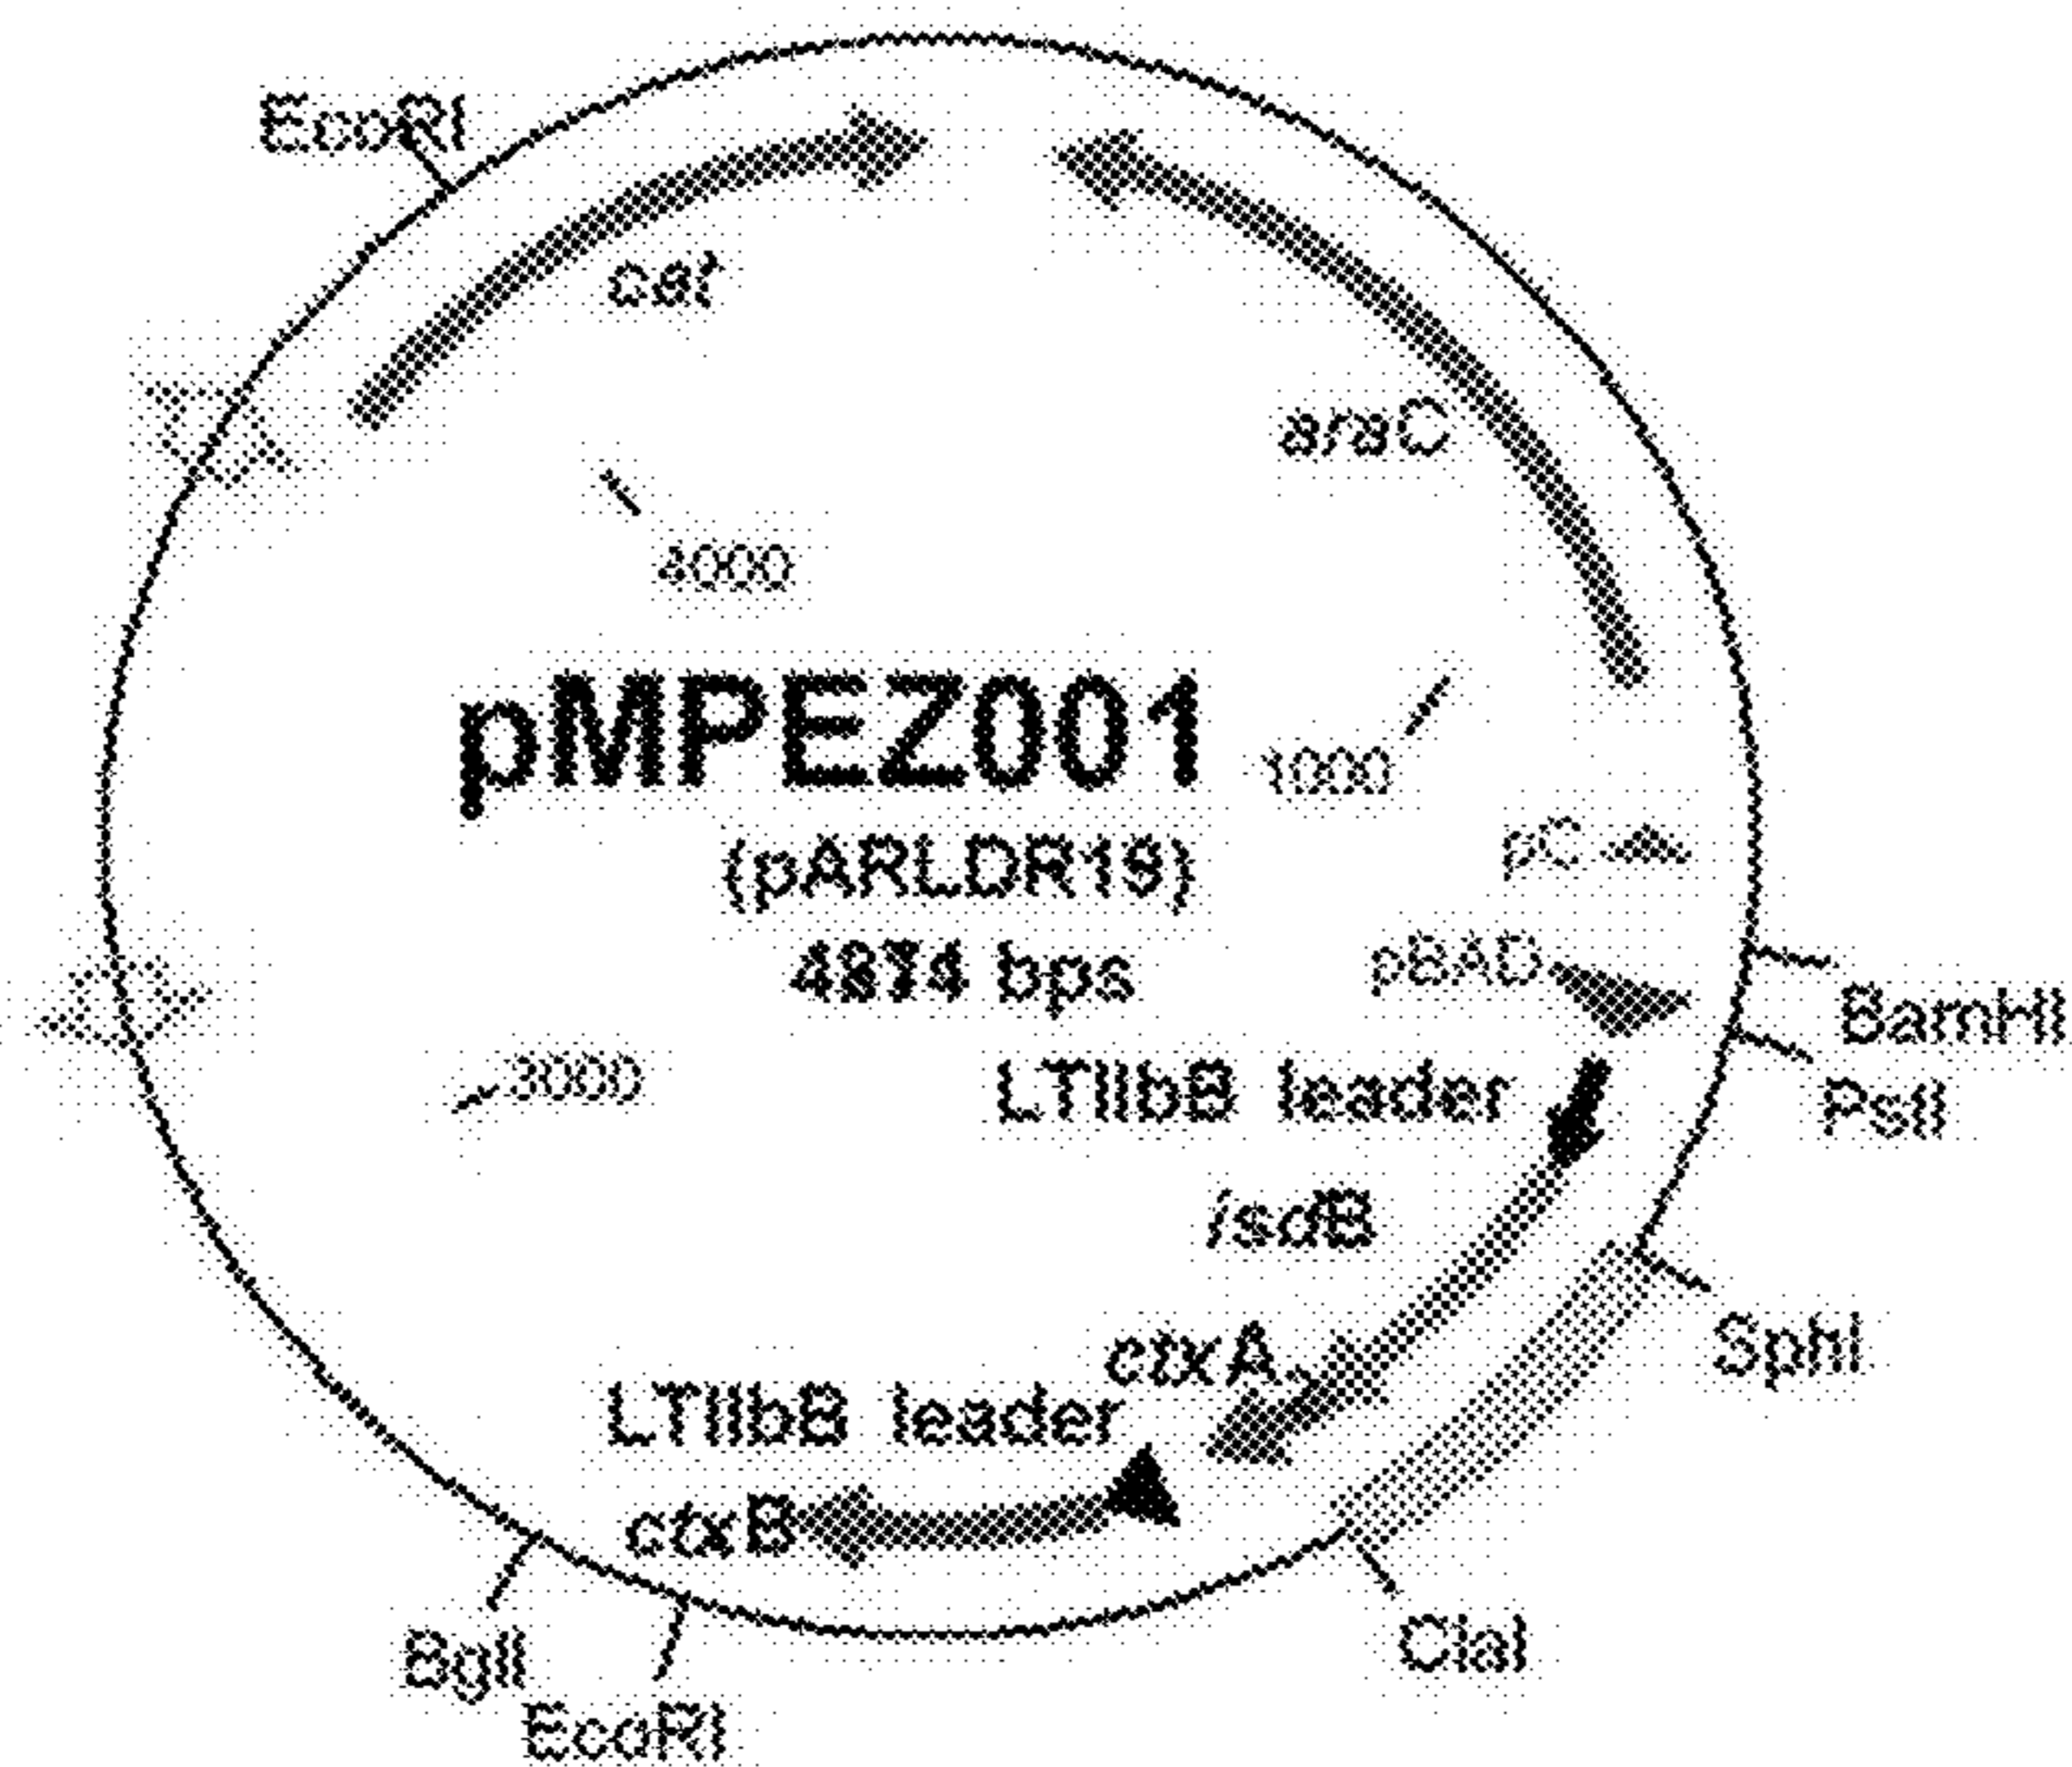 EcoRI
cat
araC
4000
pMPEZ001
1000
(pARLDR19)
pC
4874 bps
pBAD
BamHI
3000
LTIIbB leader
PstI
isdB
ctxA
SphI
LTIIbB leader
ctxB
ClaI
BglI
EcoRI